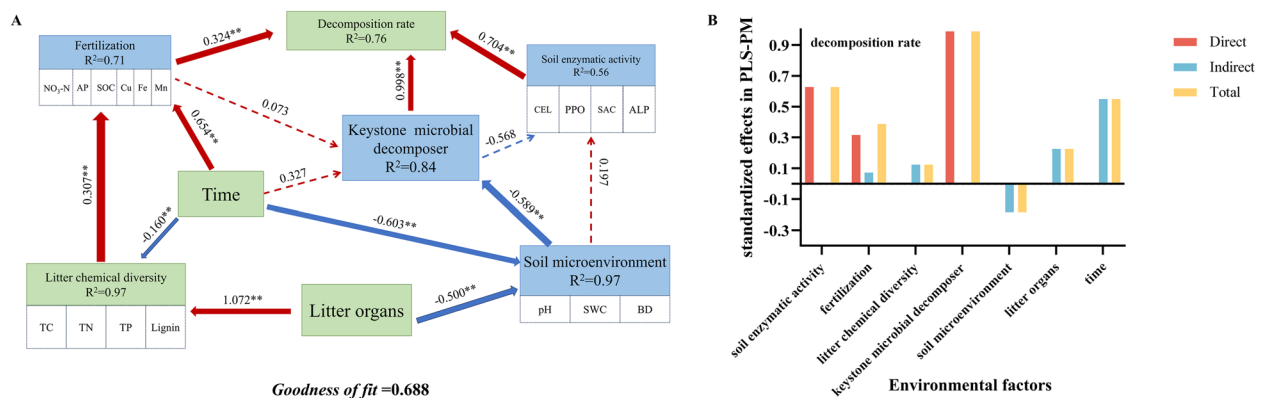 A
Decomposition rate
R²=0.76
Fertilization
R²=0.71
NO₃-N AP SOC Cu Fe Mn
0.324**
0.704**
Soil enzymatic activity
R²=0.56
CEL PPO SAC ALP
0.998**
0.073
0.654**
Keystone microbial
decomposer
R²=0.84
-0.568
0.197
0.307**
Time
0.327
-0.589**
-0.603**
-0.160**
Litter chemical diversity
R²=0.97
TC TN TP Lignin
1.072**
Litter organs
-0.500**
Soil microenvironment
R²=0.97
pH SWC BD
Goodness of fit =0.688
B
standardized effects in PLS-PM
0.9
0.7
0.5
0.3
0.1
-0.1
-0.3
decomposition rate
Direct
Indirect
Total
soil enzymatic activity
fertilization
litter chemical diversity
keystone microbial decomposer
soil microenvironment
litter organs
time
Environmental factors